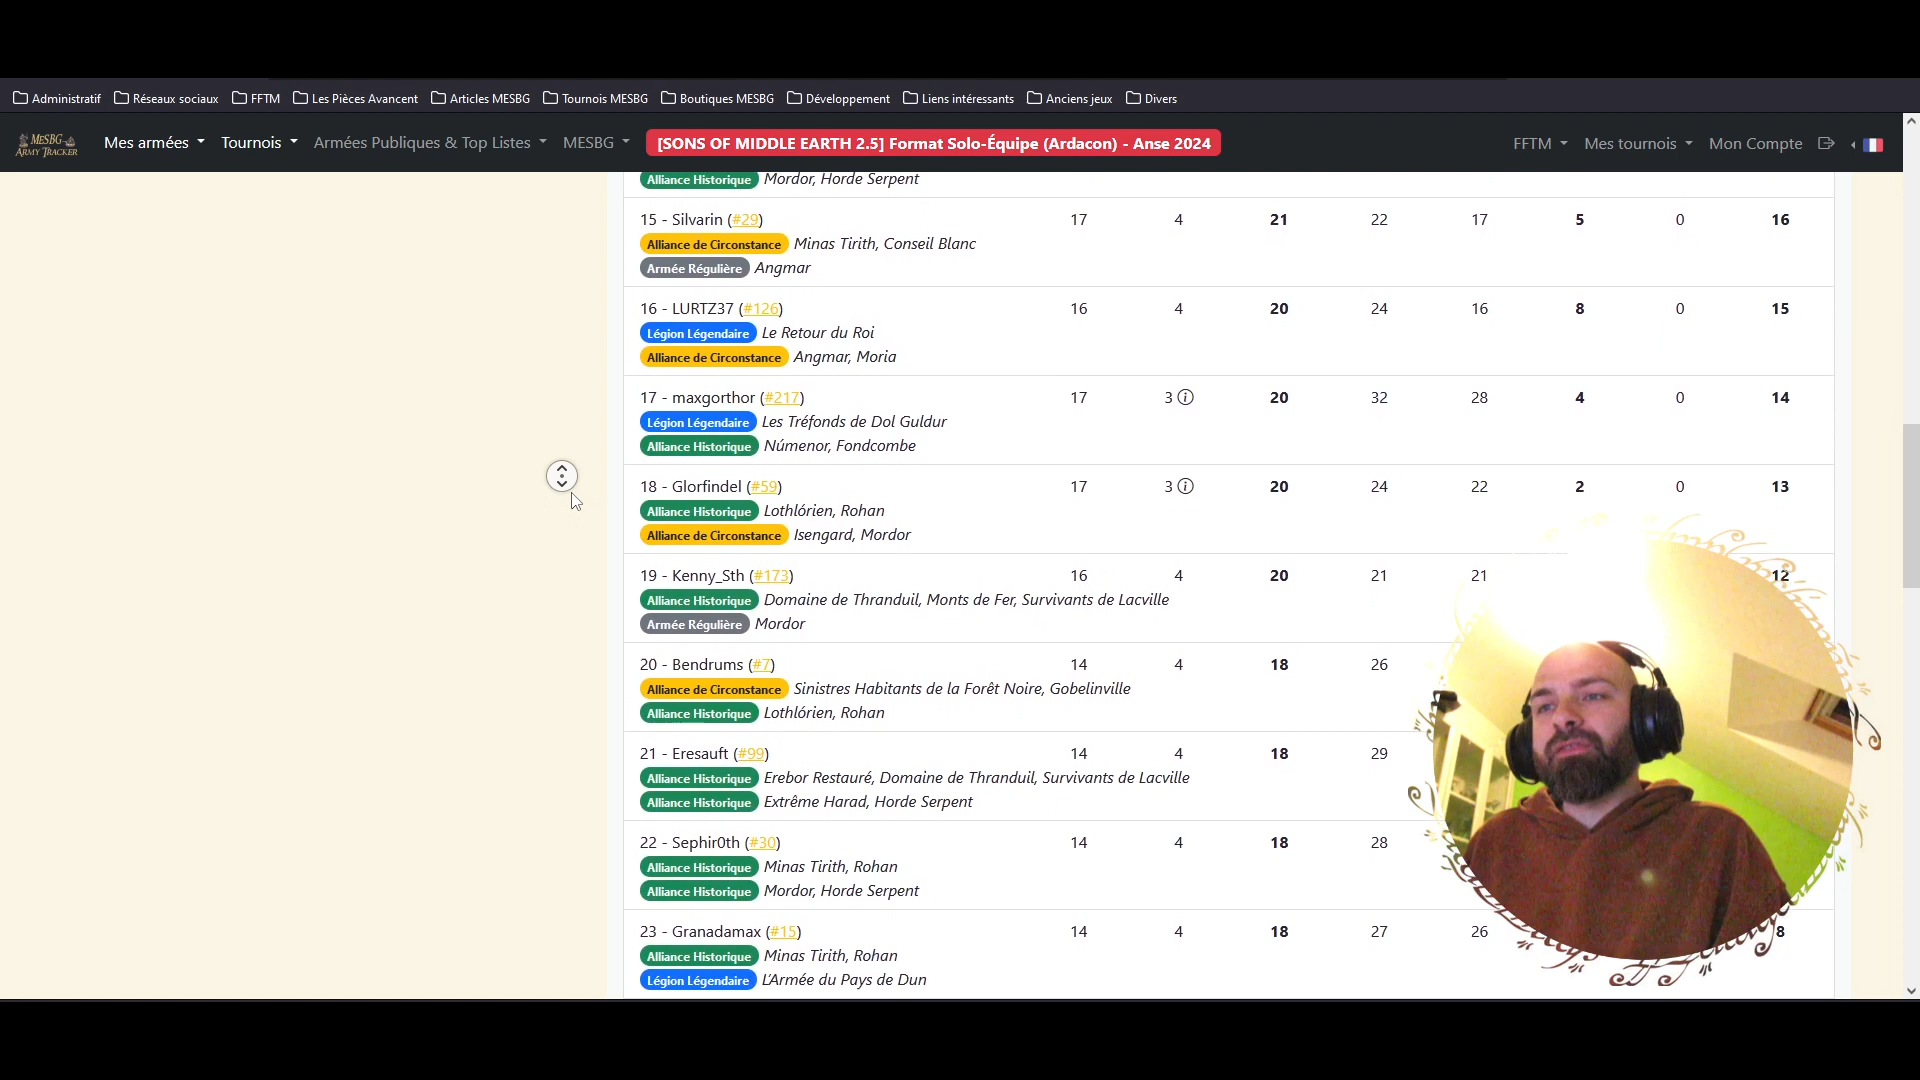 Administratif Réseaux sociaux FFTM Les Pièces Avancent Articles MESBG Tournois MESBG Boutiques MESBG Développement Liens intéressants Anciens jeux Divers
MESBG ARMY TRACKER Mes armées Tournois Armées Publiques & Top Listes MESBG [SONS OF MIDDLE EARTH 2.5] Format Solo-Équipe (Ardacon) - Anse 2024 FFTM Mes tournois Mon Compte
Alliance Historique Mordor, Horde Serpent
15 - Silvarin (#29) 17 4 21 22 17 5 0 16
Alliance de Circonstance Minas Tirith, Conseil Blanc
Armée Régulière Angmar
16 - LURTZ37 (#126) 16 4 20 24 16 8 0 15
Légion Légendaire Le Retour du Roi
Alliance de Circonstance Angmar, Moria
17 - maxgorthor (#217) 17 3 20 32 28 4 0 14
Légion Légendaire Les Tréfonds de Dol Guldur
Alliance Historique Númenor, Fondcombe
18 - Glorfindel (#59) 17 3 20 24 22 2 0 13
Alliance Historique Lothlórien, Rohan
Alliance de Circonstance Isengard, Mordor
19 - Kenny_Sth (#173) 16 4 20 21 21 12
Alliance Historique Domaine de Thranduil, Monts de Fer, Survivants de Lacville
Armée Régulière Mordor
20 - Bendrums (#7) 14 4 18 26
Alliance de Circonstance Sinistres Habitants de la Forêt Noire, Gobelinville
Alliance Historique Lothlórien, Rohan
21 - Eresauft (#99) 14 4 18 29
Alliance Historique Erebor Restauré, Domaine de Thranduil, Survivants de Lacville
Alliance Historique Extrême Harad, Horde Serpent
22 - Sephir0th (#30) 14 4 18 28
Alliance Historique Minas Tirith, Rohan
Alliance Historique Mordor, Horde Serpent
23 - Granadamax (#15) 14 4 18 27 26 8
Alliance Historique Minas Tirith, Rohan
Légion Légendaire L'Armée du Pays de Dun